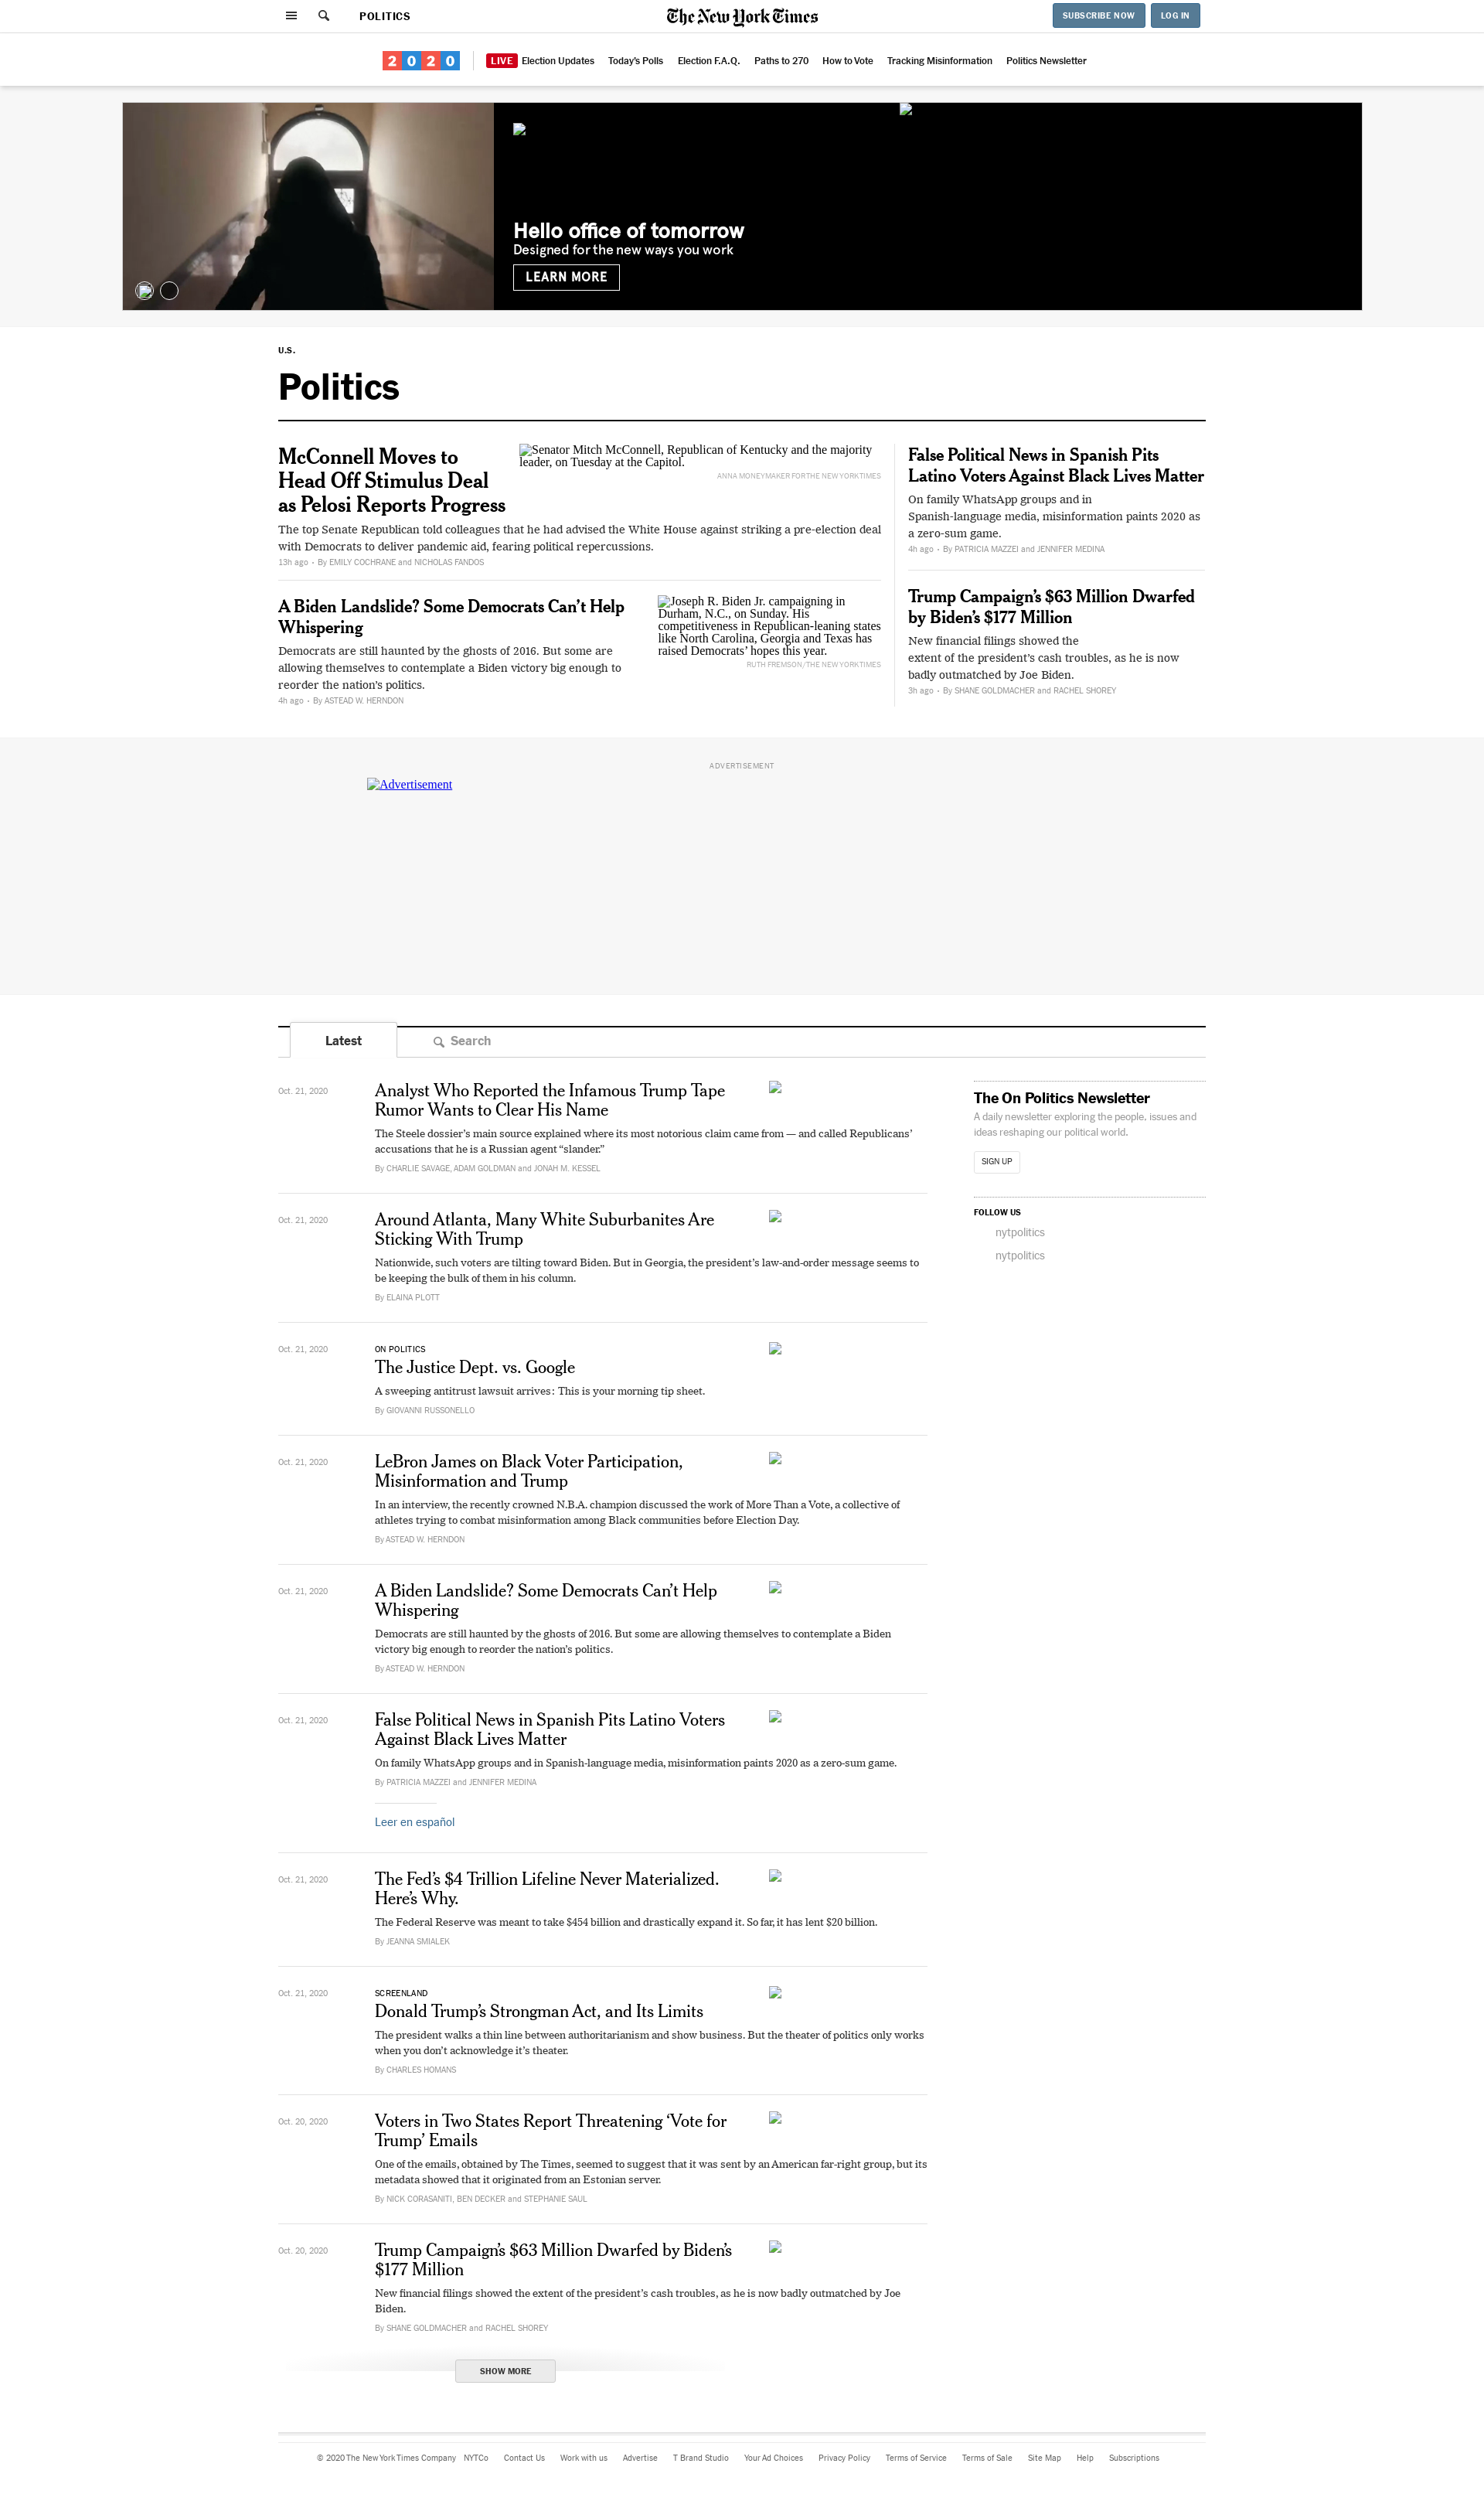 POLITICS
The New York Times
SUBSCRIBE NOW
LOG IN
2020
LIVE Election Updates
Today's Polls
Election F.A.Q.
Paths to 270
How to Vote
Tracking Misinformation
Politics Newsletter
Hello office of tomorrow
Designed for the new ways you work
LEARN MORE
U.S.
Politics
McConnell Moves to
Head Off Stimulus Deal
as Pelosi Reports Progress
Senator Mitch McConnell, Republican of Kentucky and the majority
leader, on Tuesday at the Capitol.
ANNA MONEYMAKER FOR THE NEW YORK TIMES
The top Senate Republican told colleagues that he had advised the White House against striking a pre-election deal
with Democrats to deliver pandemic aid, fearing political repercussions.
13h ago • By EMILY COCHRANE and NICHOLAS FANDOS
A Biden Landslide? Some Democrats Can’t Help
Whispering
Democrats are still haunted by the ghosts of 2016. But some are
allowing themselves to contemplate a Biden victory big enough to
reorder the nation’s politics.
4h ago • By ASTEAD W. HERNDON
Joseph R. Biden Jr. campaigning in
Durham, N.C., on Sunday. His
competitiveness in Republican-leaning states
like North Carolina, Georgia and Texas has
raised Democrats’ hopes this year.
RUTH FREMSON/THE NEW YORK TIMES
False Political News in Spanish Pits
Latino Voters Against Black Lives Matter
On family WhatsApp groups and in
Spanish-language media, misinformation paints 2020 as
a zero-sum game.
4h ago • By PATRICIA MAZZEI and JENNIFER MEDINA
Trump Campaign’s $63 Million Dwarfed
by Biden’s $177 Million
New financial filings showed the
extent of the president’s cash troubles, as he is now
badly outmatched by Joe Biden.
3h ago • By SHANE GOLDMACHER and RACHEL SHOREY
ADVERTISEMENT
Advertisement
Latest
Search
Oct. 21, 2020
Analyst Who Reported the Infamous Trump Tape
Rumor Wants to Clear His Name
The Steele dossier’s main source explained where its most notorious claim came from — and called Republicans’
accusations that he is a Russian agent “slander.”
By CHARLIE SAVAGE, ADAM GOLDMAN and JONAH M. KESSEL
Oct. 21, 2020
Around Atlanta, Many White Suburbanites Are
Sticking With Trump
Nationwide, such voters are tilting toward Biden. But in Georgia, the president’s law-and-order message seems to
be keeping the bulk of them in his column.
By ELAINA PLOTT
Oct. 21, 2020
ON POLITICS
The Justice Dept. vs. Google
A sweeping antitrust lawsuit arrives: This is your morning tip sheet.
By GIOVANNI RUSSONELLO
Oct. 21, 2020
LeBron James on Black Voter Participation,
Misinformation and Trump
In an interview, the recently crowned N.B.A. champion discussed the work of More Than a Vote, a collective of
athletes trying to combat misinformation among Black communities before Election Day.
By ASTEAD W. HERNDON
Oct. 21, 2020
A Biden Landslide? Some Democrats Can’t Help
Whispering
Democrats are still haunted by the ghosts of 2016. But some are allowing themselves to contemplate a Biden
victory big enough to reorder the nation’s politics.
By ASTEAD W. HERNDON
Oct. 21, 2020
False Political News in Spanish Pits Latino Voters
Against Black Lives Matter
On family WhatsApp groups and in Spanish-language media, misinformation paints 2020 as a zero-sum game.
By PATRICIA MAZZEI and JENNIFER MEDINA
Leer en español
Oct. 21, 2020
The Fed’s $4 Trillion Lifeline Never Materialized.
Here’s Why.
The Federal Reserve was meant to take $454 billion and drastically expand it. So far, it has lent $20 billion.
By JEANNA SMIALEK
Oct. 21, 2020
SCREENLAND
Donald Trump’s Strongman Act, and Its Limits
The president walks a thin line between authoritarianism and show business. But the theater of politics only works
when you don’t acknowledge it’s theater.
By CHARLES HOMANS
Oct. 20, 2020
Voters in Two States Report Threatening ‘Vote for
Trump’ Emails
One of the emails, obtained by The Times, seemed to suggest that it was sent by an American far-right group, but its
metadata showed that it originated from an Estonian server.
By NICK CORASANITI, BEN DECKER and STEPHANIE SAUL
Oct. 20, 2020
Trump Campaign’s $63 Million Dwarfed by Biden’s
$177 Million
New financial filings showed the extent of the president’s cash troubles, as he is now badly outmatched by Joe
Biden.
By SHANE GOLDMACHER and RACHEL SHOREY
SHOW MORE
The On Politics Newsletter
A daily newsletter exploring the people, issues and
ideas reshaping our political world.
SIGN UP
FOLLOW US
nytpolitics
nytpolitics
© 2020 The New York Times Company
NYTCo
Contact Us
Work with us
Advertise
T Brand Studio
Your Ad Choices
Privacy Policy
Terms of Service
Terms of Sale
Site Map
Help
Subscriptions